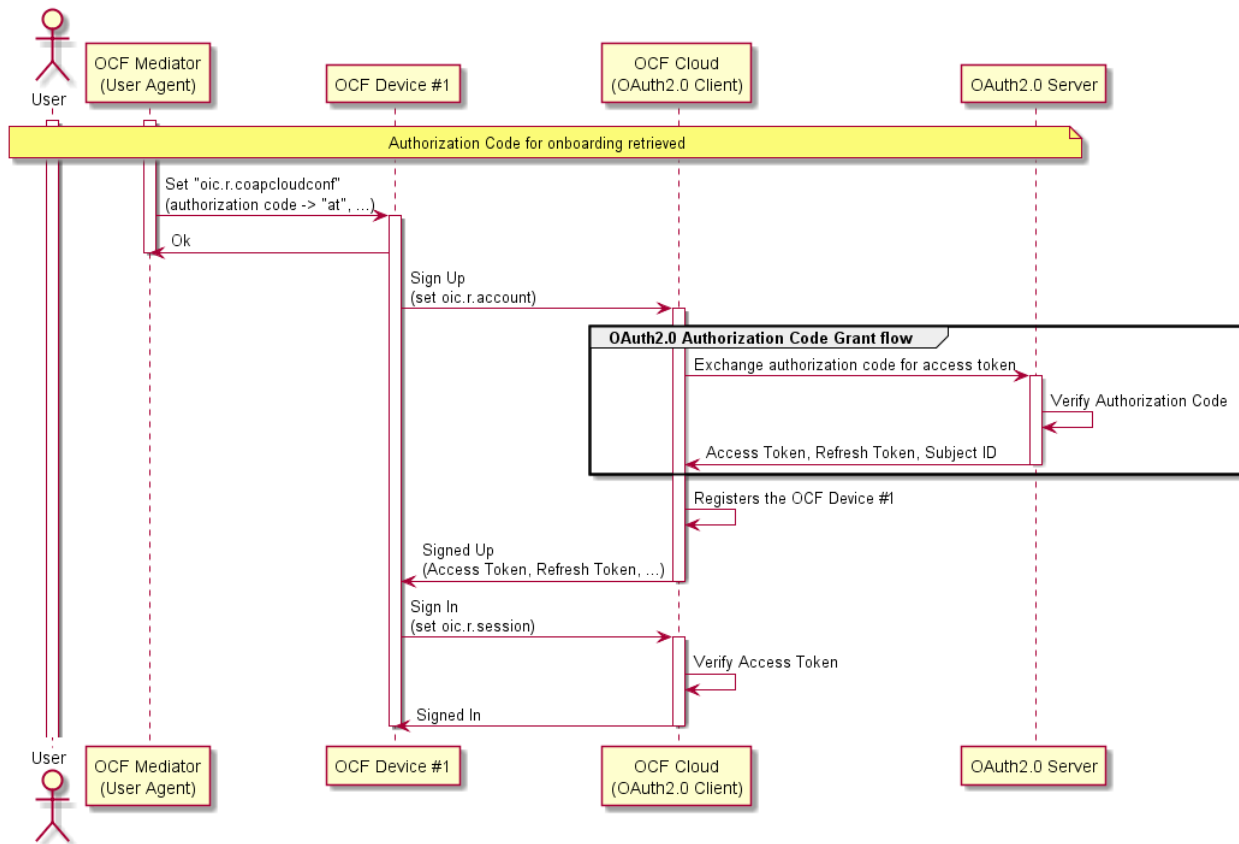 User
OCF Mediator
(User Agent)
OCF Device #1
OCF Cloud
(OAuth2.0 Client)
OAuth2.0 Server
Authorization Code for onboarding retrieved
Set "oic.r.coapcloudconf"
(authorization code -> "at", ...)
Ok
Sign Up
(set oic.r.account)
OAuth2.0 Authorization Code Grant flow
Exchange authorization code for access token
Verify Authorization Code
Access Token, Refresh Token, Subject ID
Registers the OCF Device #1
Signed Up
(Access Token, Refresh Token, ...)
Sign In
(set oic.r.session)
Verify Access Token
Signed In
User
OCF Mediator
(User Agent)
OCF Device #1
OCF Cloud
(OAuth2.0 Client)
OAuth2.0 Server